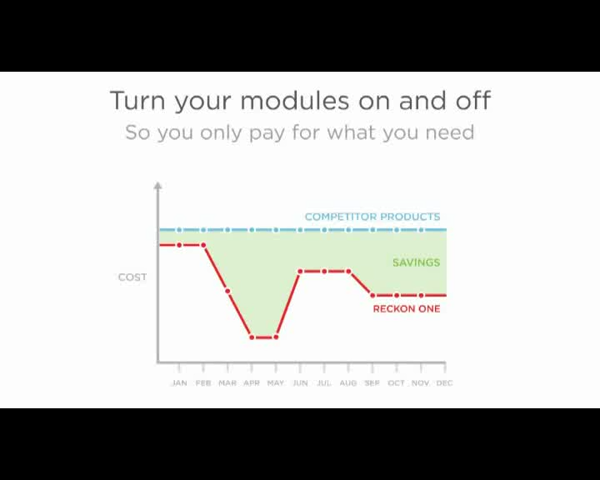 Turn your modules on and off
So you only pay for what you need
COMPETITOR PRODUCTS
SAVINGS
COST
RECKON ONE
JAN FEB MAR APR MAY JUN JUL AUG SEP OCT NOV DEC